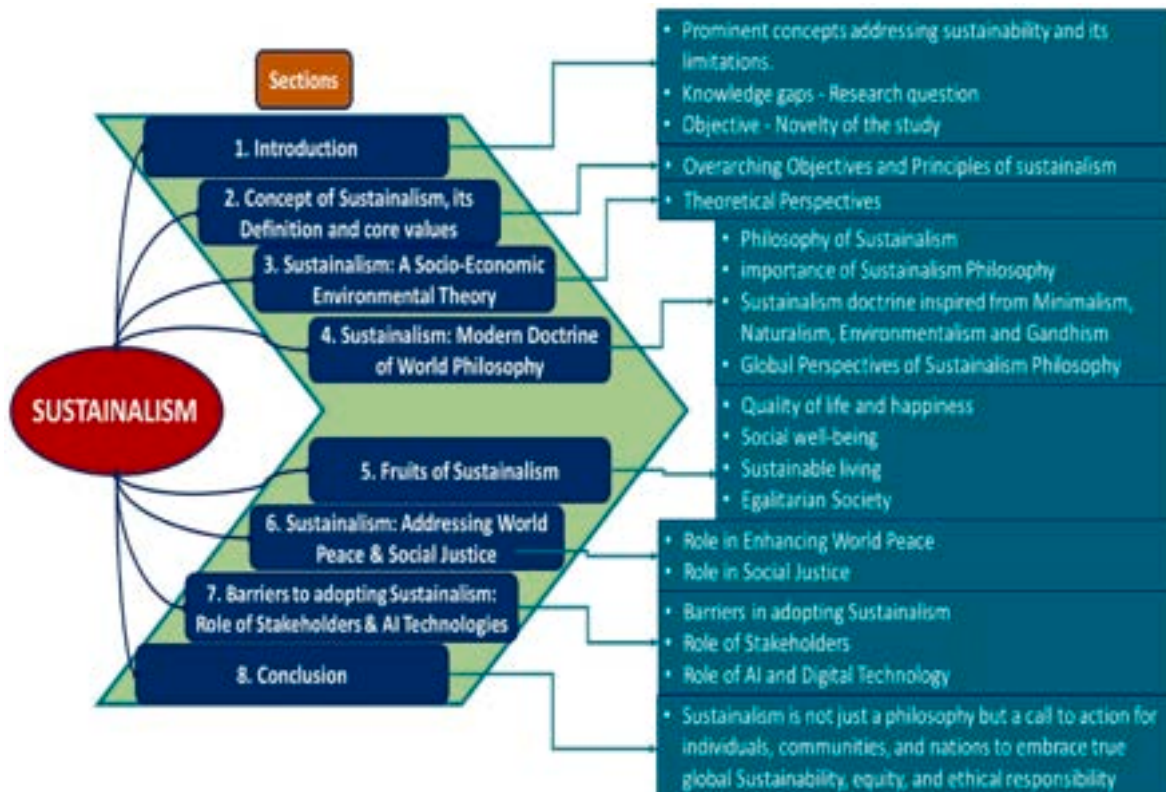 Sections
SUSTAINALISM
1. Introduction
2. Concept of Sustainalism, its
Definition and core values
3. Sustainalism: A Socio-Economic
Environmental Theory
4. Sustainalism: Modern Doctrine
of World Philosophy
5. Fruits of Sustainalism
6. Sustainalism: Addressing World
Peace & Social Justice
7. Barriers to adopting Sustainalism:
Role of Stakeholders & AI Technologies
8. Conclusion
• Prominent concepts addressing sustainability and its
limitations.
• Knowledge gaps - Research question
• Objective - Novelty of the study
• Overarching Objectives and Principles of sustainalism
• Theoretical Perspectives
• Philosophy of Sustainalism
• importance of Sustainalism Philosophy
• Sustainalism doctrine inspired from Minimalism,
Naturalism, Environmentalism and Gandhism
• Global Perspectives of Sustainalism Philosophy
• Quality of life and happiness
• Social well-being
• Sustainable living
• Egalitarian Society
• Role in Enhancing World Peace
• Role in Social Justice
• Barriers in adopting Sustainalism
• Role of Stakeholders
• Role of AI and Digital Technology
• Sustainalism is not just a philosophy but a call to action for
individuals, communities, and nations to embrace true
global Sustainability, equity, and ethical responsibility